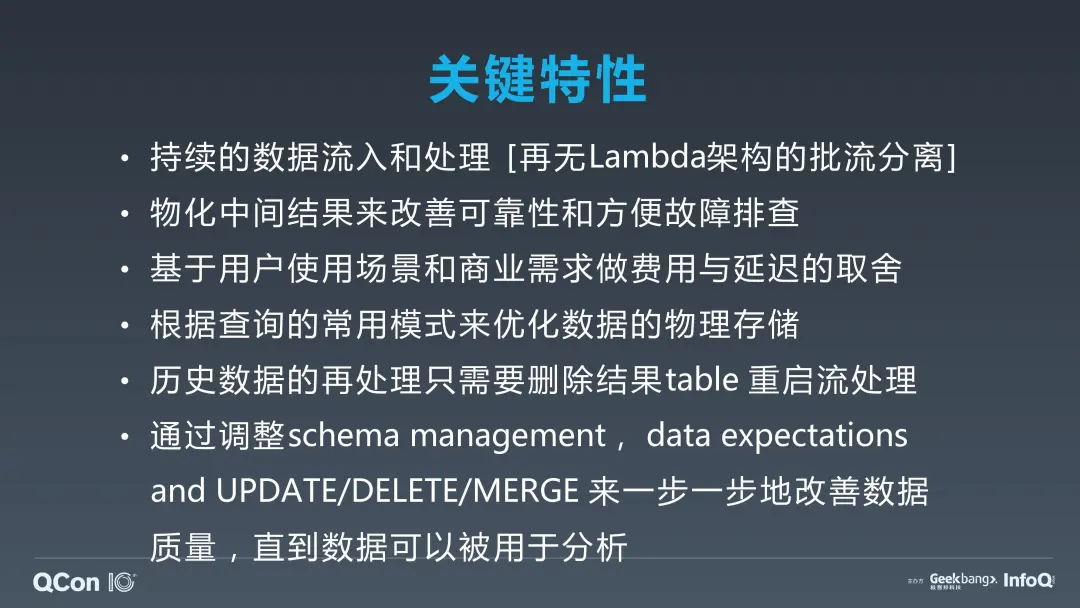 关键特性
• 持续的数据流入和处理 [再无Lambda架构的批流分离]
• 物化中间结果来改善可靠性和方便故障排查
• 基于用户使用场景和商业需求做费用与延迟的取舍
• 根据查询的常用模式来优化数据的物理存储
• 历史数据的再处理只需要删除结果table 重启流处理
• 通过调整schema management， data expectations
and UPDATE/DELETE/MERGE 来一步一步地改善数据
质量，直到数据可以被用于分析
QCon 10 主办方 Geekbang>. 极客邦科技 InfoQ